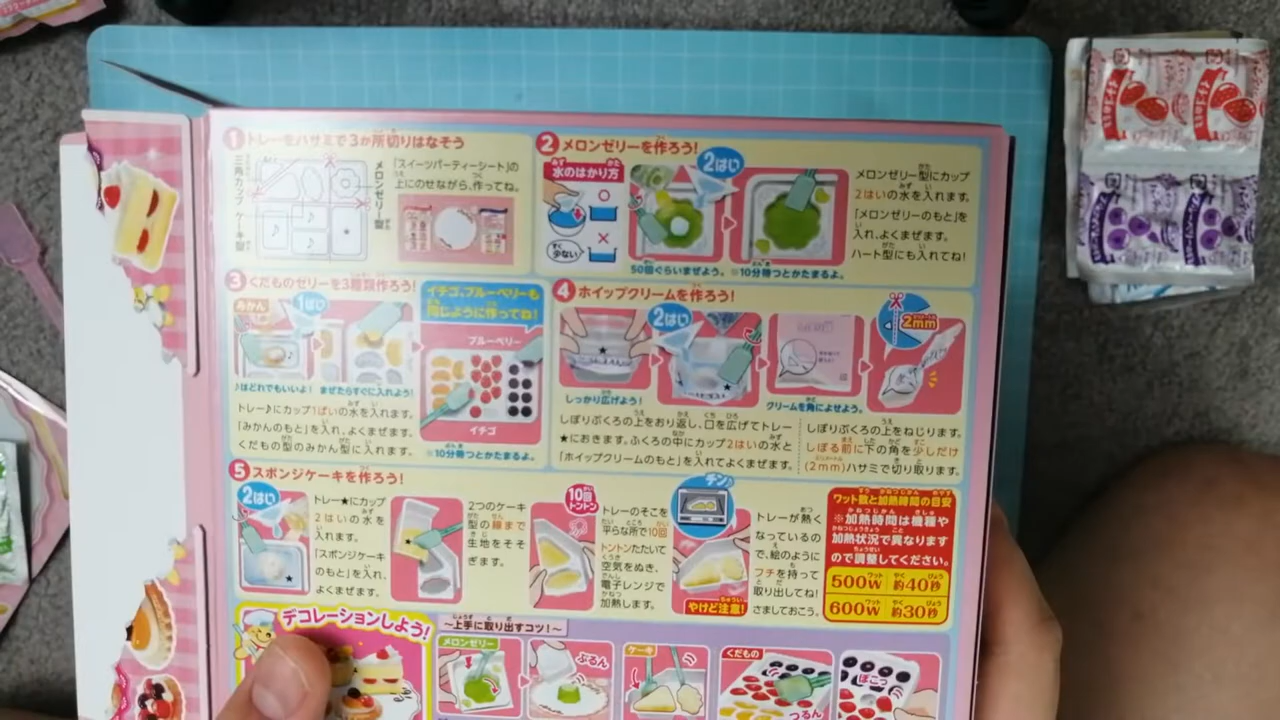 1 トレーをハサミで3か所切りはなそう
三角カップ ケーキ型
メロンゼリー型
「スイーツパーティーシート」の
上にのせながら、作ってね。
2 メロンゼリーを作ろう!
水のはかり方
少ない
2はい
50回ぐらいまぜよう。 ※10分待つとかたまるよ。
メロンゼリー型にカップ
2はいの水を入れます。
「メロンゼリーのもと」を
入れ、よくまぜます。
ハート型にも入れてね!
3 くだものゼリーを3種類作ろう!
みかん
1ぱい
♪はどれでもいいよ! まぜたらすぐに入れよう!
トレー♪にカップ1ぱいの水を入れます。
「みかんのもと」を入れ、よくまぜます。
くだもの型のみかん型に入れます。
イチゴ、ブルーベリーも
同じように作ってね!
ブルーベリー
イチゴ
※10分待つとかたまるよ。
4 ホイップクリームを作ろう!
2はい
2mm
しっかり広げよう!
クリームを角によせよう。
しぼりぶくろの上をおり返し、口を広げてトレー
★におきます。ふくろの中にカップ2はいの水と
「ホイップクリームのもと」を入れてよくまぜます。
しぼりぶくろの上をねじります。
しぼる前に下の角を少しだけ
(2mm)ハサミで切り取ります。
5 スポンジケーキを作ろう!
2はい
トレー★にカップ
2はいの水を
入れます。
「スポンジケーキ
のもと」を入れ、
よくまぜます。
2つのケーキ
型の線まで
生地をそそ
ぎます。
10回
トントン
トレーのそこを
平らな所で10回
トントンたたいて
空気をぬき、
電子レンジで
加熱します。
チン♪
やけど注意!
トレーが熱く
なっているの
で、絵のように
フチを持って
取り出してね!
さましておこう。
ワット数と加熱時間の目安
※加熱時間は機種や
加熱状況で異なります
ので調整してください。
500W 約40秒
600W 約30秒
デコレーションしよう!
～上手に取り出すコツ!～
メロンゼリー
ぷるん
ケーキ
くだもの
つるん
ぽこっ